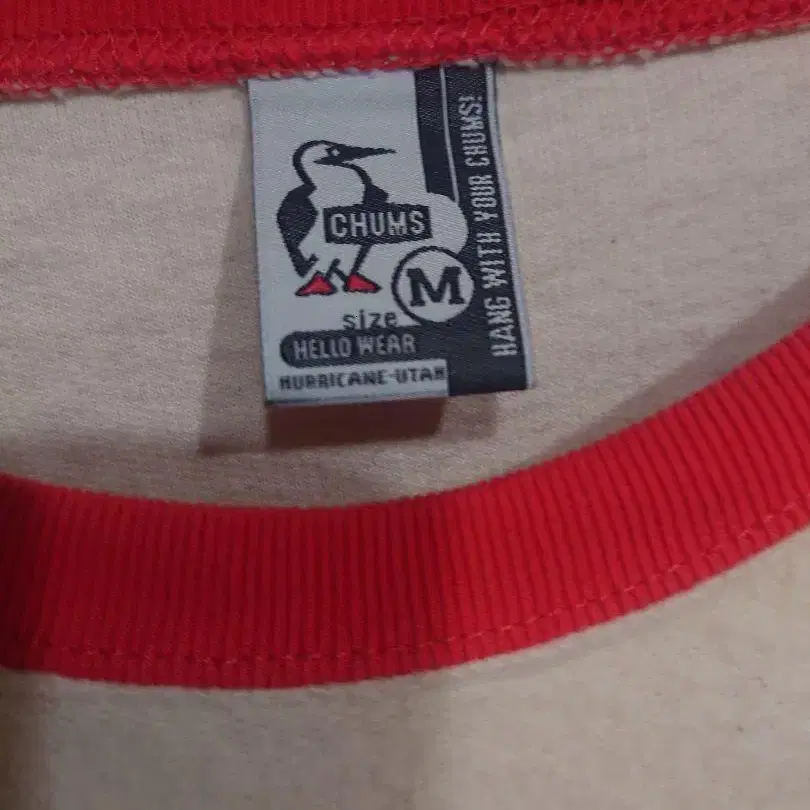 CHUMS
M
size
HELLO WEAR
HURRICANE-UTAH
HANG WITH YOUR CHUMS!